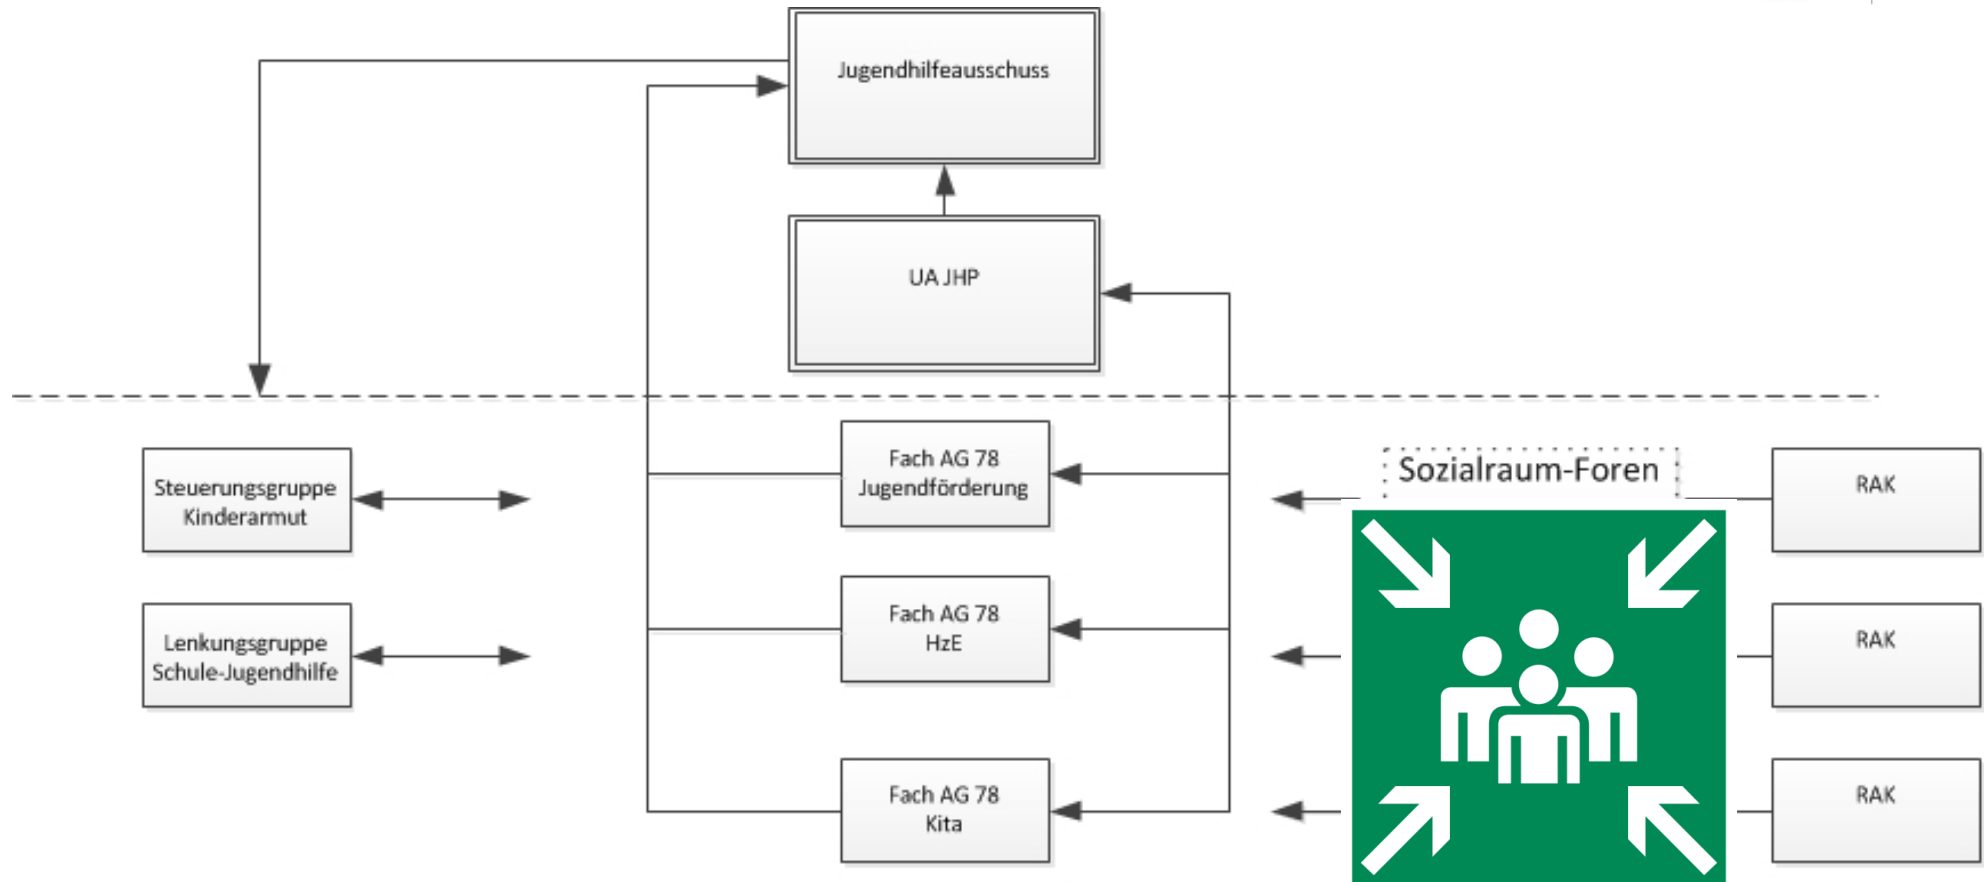 Jugendhilfeausschuss
UA JHP
Fach AG 78
Jugendförderung
Sozialraum-Foren
RAK
Steuerungsgruppe
Kinderarmut
Fach AG 78
HzE
RAK
Lenkungsgruppe
Schule-Jugendhilfe
Fach AG 78
Kita
RAK